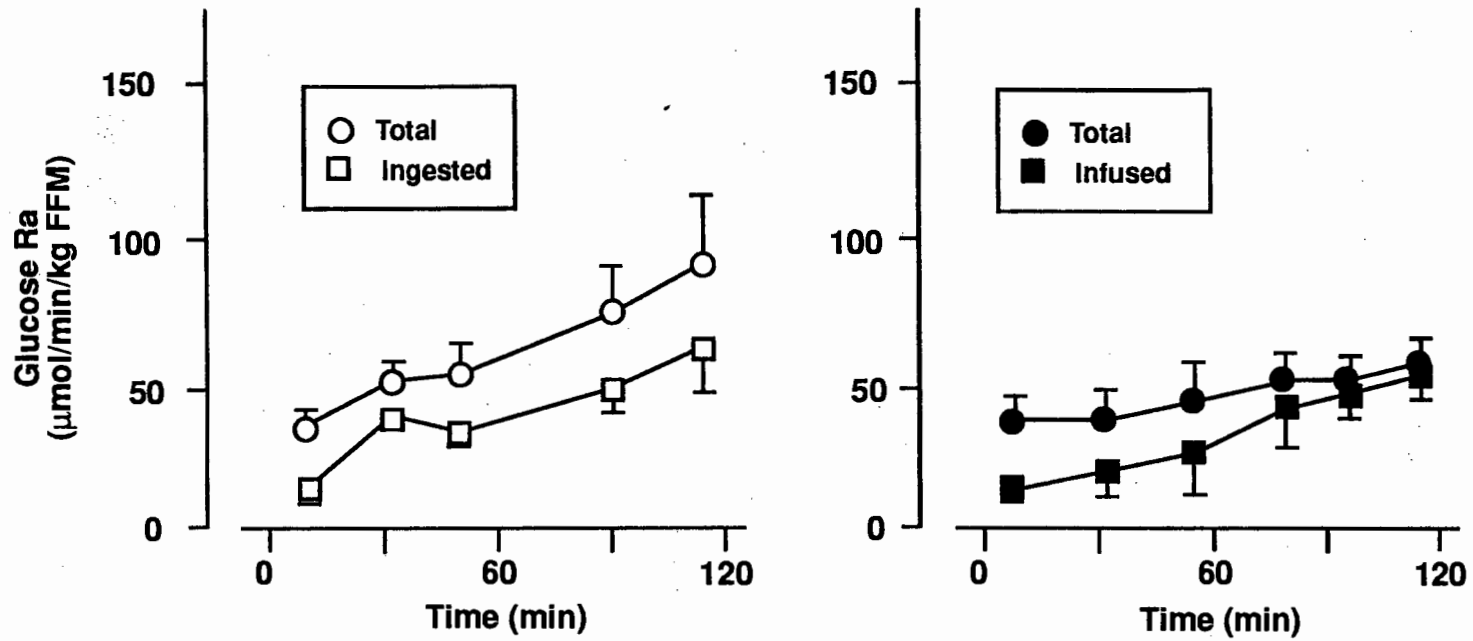 Glucose Ra
(μmol/min/kg FFM)
150
100
50
0
Total
Ingested
0 60 120
Time (min)
150
100
50
0
Total
Infused
0 60 120
Time (min)